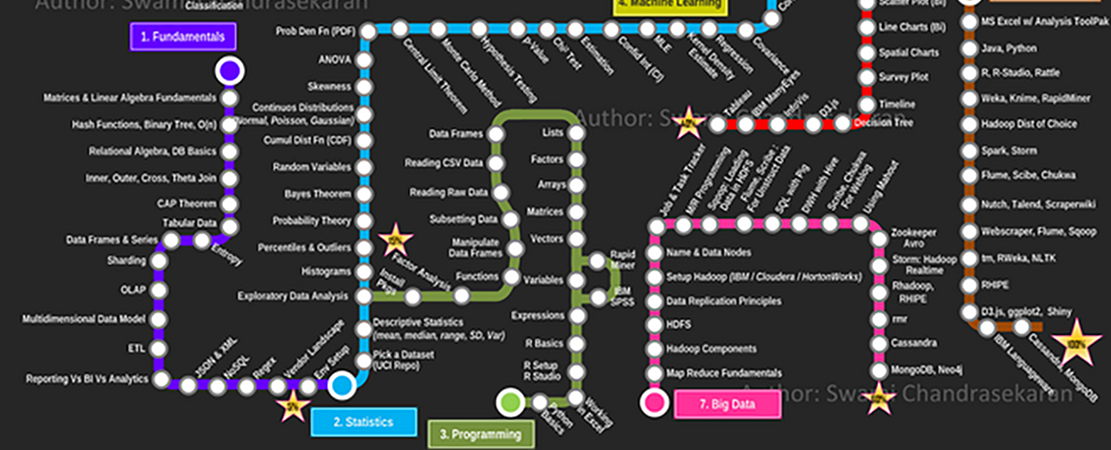 Author: Swami Chandrasekaran
Classification
1. Fundamentals
Matrices & Linear Algebra Fundamentals
Hash Functions, Binary Tree, O(n)
Relational Algebra, DB Basics
Inner, Outer, Cross, Theta Join
CAP Theorem
Tabular Data
Entropy
Data Frames & Series
Sharding
OLAP
Multidimensional Data Model
ETL
Reporting Vs BI Vs Analytics
JSON & XML
NoSQL
Regex
Vendor Landscape
Env Setup
2. Statistics
Pick a Dataset
(UCI Repo)
Descriptive Statistics
(mean, median, range, SD, Var)
Exploratory Data Analysis
Histograms
Percentiles & Outliers
Probability Theory
Bayes Theorem
Random Variables
Cumul Dist Fn (CDF)
Continuous Distributions
(Normal, Poisson, Gaussian)
Skewness
ANOVA
Prob Den Fn (PDF)
Central Limit Theorem
Monte Carlo Method
Hypothesis Testing
p-Value
Chi² Test
Estimation
Confid Int (CI)
MLE
Kernel Density
Estimate
Regression
Covariance
4. Machine Learning
3. Programming
Python
Basics
Working
in Excel
R Setup
R Studio
R Basics
Expressions
Variables
IBM
SPSS
Rapid
Miner
Vectors
Matrices
Arrays
Factors
Lists
Data Frames
Reading CSV Data
Reading Raw Data
Subsetting Data
Manipulate
Data Frames
Functions
Factor Analysis
Install
Pkgs
15%
Author: Swami Chandrasekaran
Scatter Plot (Bi)
Line Charts (Bi)
Spatial Charts
Survey Plot
Timeline
Decision Tree
D3.js
InfoVis
IBM ManyEyes
Tableau
7. Big Data
Map Reduce Fundamentals
Hadoop Components
HDFS
Data Replication Principles
Setup Hadoop (IBM / Cloudera / HortonWorks)
Name & Data Nodes
Job & Task Tracker
M/R Programming
Sqoop: Loading
Data in HDFS
Flume, Scribe :
For Unstruct Data
SQL with Pig
DWH with Hive
Scribe, Chukwa
For Weblog
Using Mahout
Zookeeper
Avro
Storm: Hadoop
Realtime
Rhadoop,
RHIPE
rmr
Cassandra
MongoDB, Neo4j
Author: Swami Chandrasekaran
MS Excel w/ Analysis ToolPak
Java, Python
R, R-Studio, Rattle
Weka, Knime, RapidMiner
Hadoop Dist of Choice
Spark, Storm
Flume, Scibe, Chukwa
Nutch, Talend, Scraperwiki
Webscraper, Flume, Sqoop
tm, RWeka, NLTK
RHIPE
D3.js, ggplot2, Shiny
IBM Languageware
Cassandra, MongoDB
100%